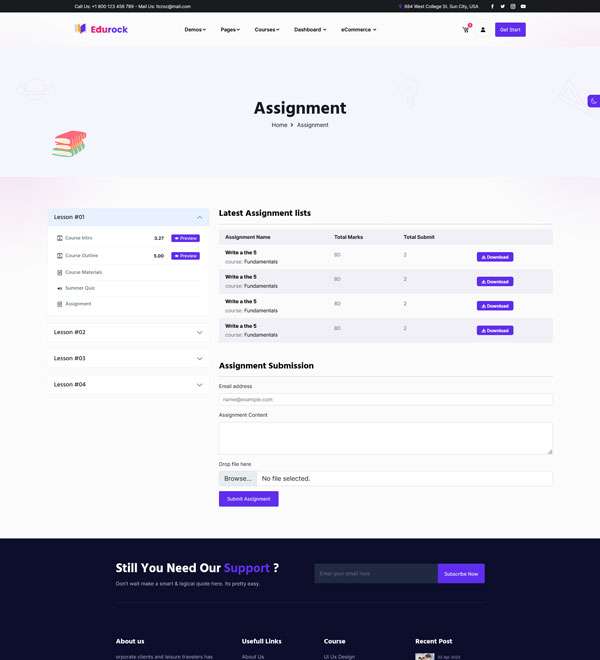 Call Us: +1 800 123 456 789 - Mail Us: Itcroc@mail.com
684 West College St. Sun City, USA
Edurock
Demos Pages Courses Dashboard eCommerce
0
Get Start
Assignment
Home Assignment
Lesson #01
Course Intro 3.27 Preview
Course Outline 5.00 Preview
Course Materials
Summer Quiz
Assignment
Lesson #02
Lesson #03
Lesson #04
Latest Assignment lists
Assignment Name Total Marks Total Submit
Write a the 5
course: Fundamentals
80 2 Download
Write a the 5
course: Fundamentals
80 2 Download
Write a the 5
course: Fundamentals
80 2 Download
Write a the 5
course: Fundamentals
80 2 Download
Assignment Submission
Email address
name@example.com
Assignment Content
Drop file here
Browse... No file selected.
Submit Assignment
Still You Need Our Support ?
Don't wait make a smart & logical quote here. Its pretty easy.
Enter your email here
Subscribe Now
About us Usefull Links Course Recent Post
orporate clients and leisure travelers has
About Us
Ui Ux Design
02 Apr 2023